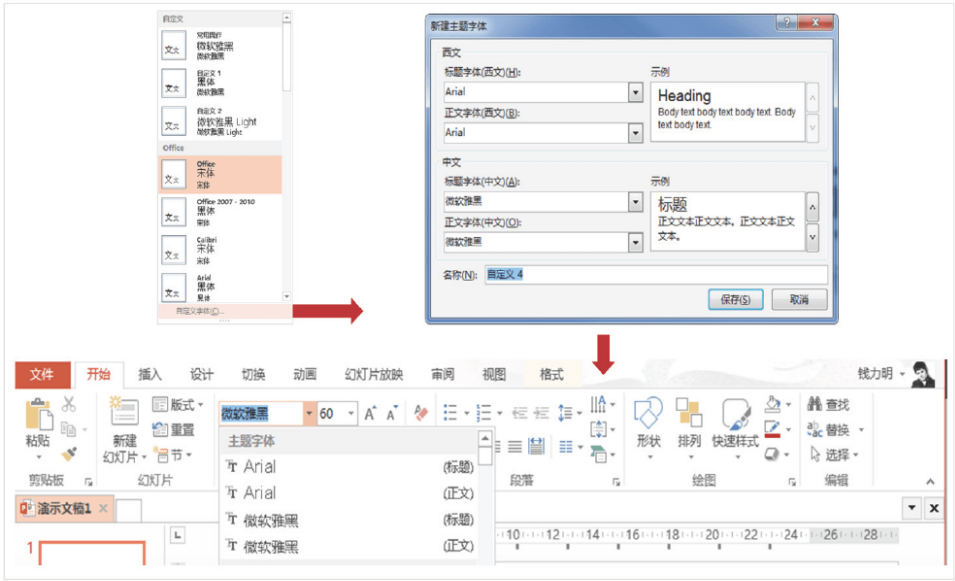 自定义
常用商作
微软雅黑
微软雅黑
自定义 1
黑体
微软雅黑
自定义 2
微软雅黑 Light
微软雅黑 Light
Office
Office
宋体
宋体
Office 2007 - 2010
黑体
宋体
Calibri
宋体
宋体
Arial
黑体
黑体
自定义字体(C)...
文文
文文
文文
文文
文文
文文
文文
新建主题字体
西文
标题字体(西文)(H):
Arial
正文字体(西文)(B):
Arial
示例
Heading
Body text body text body text. Body
text body text.
中文
标题字体(中文)(A):
微软雅黑
正文字体(中文)(O):
微软雅黑
示例
标题
正文文本正文文本。正文文本正文
文本。
名称(N): 自定义 4
保存(S) 取消
文件 开始 插入 设计 切换 动画 幻灯片放映 审阅 视图 格式 钱力明
粘贴
剪贴板
新建
幻灯片
版式
重置
节
幻灯片
微软雅黑 60 A A
主题字体
Arial (标题)
Arial (正文)
微软雅黑 (标题)
微软雅黑 (正文)
段落
形状 排列 快速样式
绘图
查找
替换
选择
编辑
演示文稿1
1
10 12 14 16 18 20 22 24 26 28